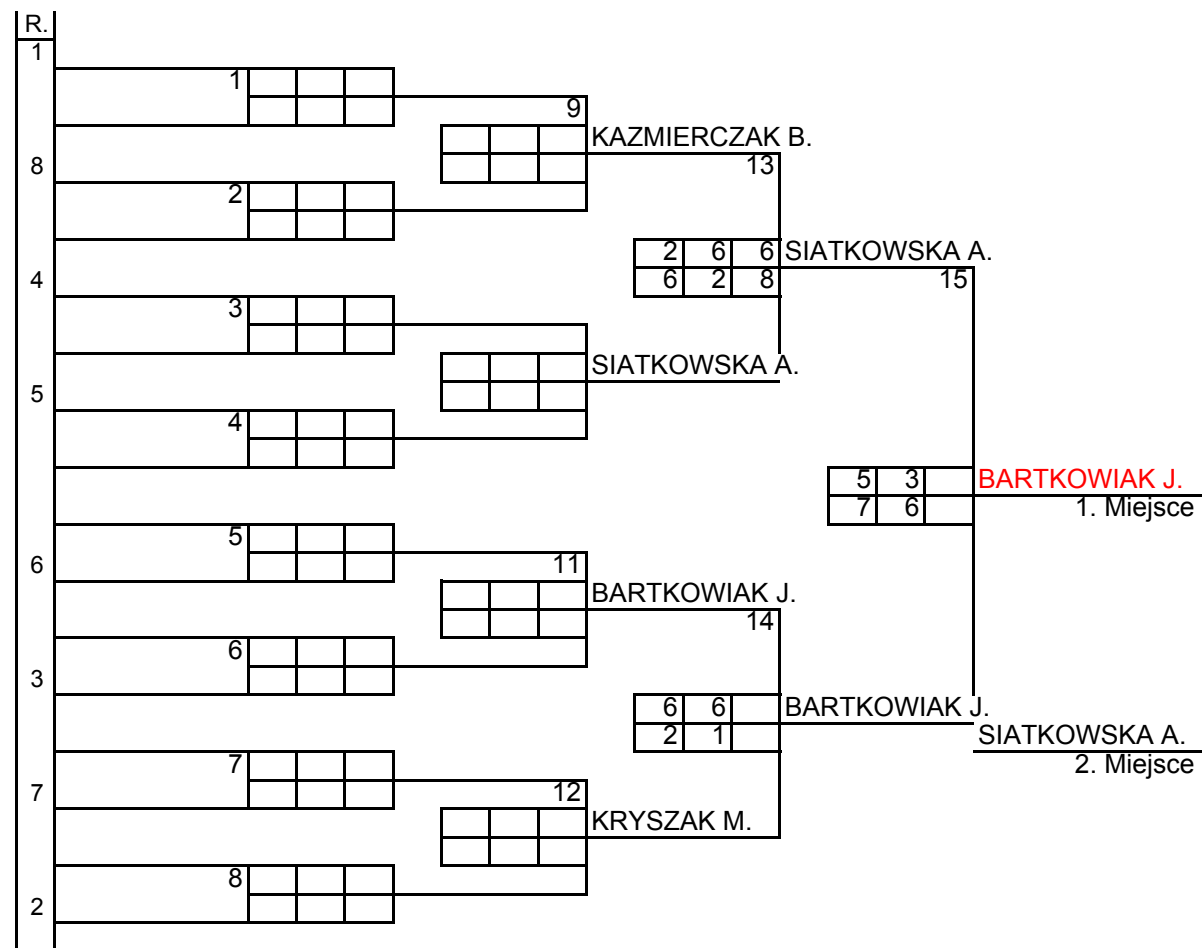 R.
1
1
9
KAZMIERCZAK B.
8
13
2
2 6 6
SIATKOWSKA A.
6 2 8
15
4
3
SIATKOWSKA A.
5
4
5 3
BARTKOWIAK J.
7 6
1. Miejsce
5
6
11
BARTKOWIAK J.
14
6
3
6 6
BARTKOWIAK J.
2 1
SIATKOWSKA A.
2. Miejsce
7
7
12
KRYSZAK M.
8
2